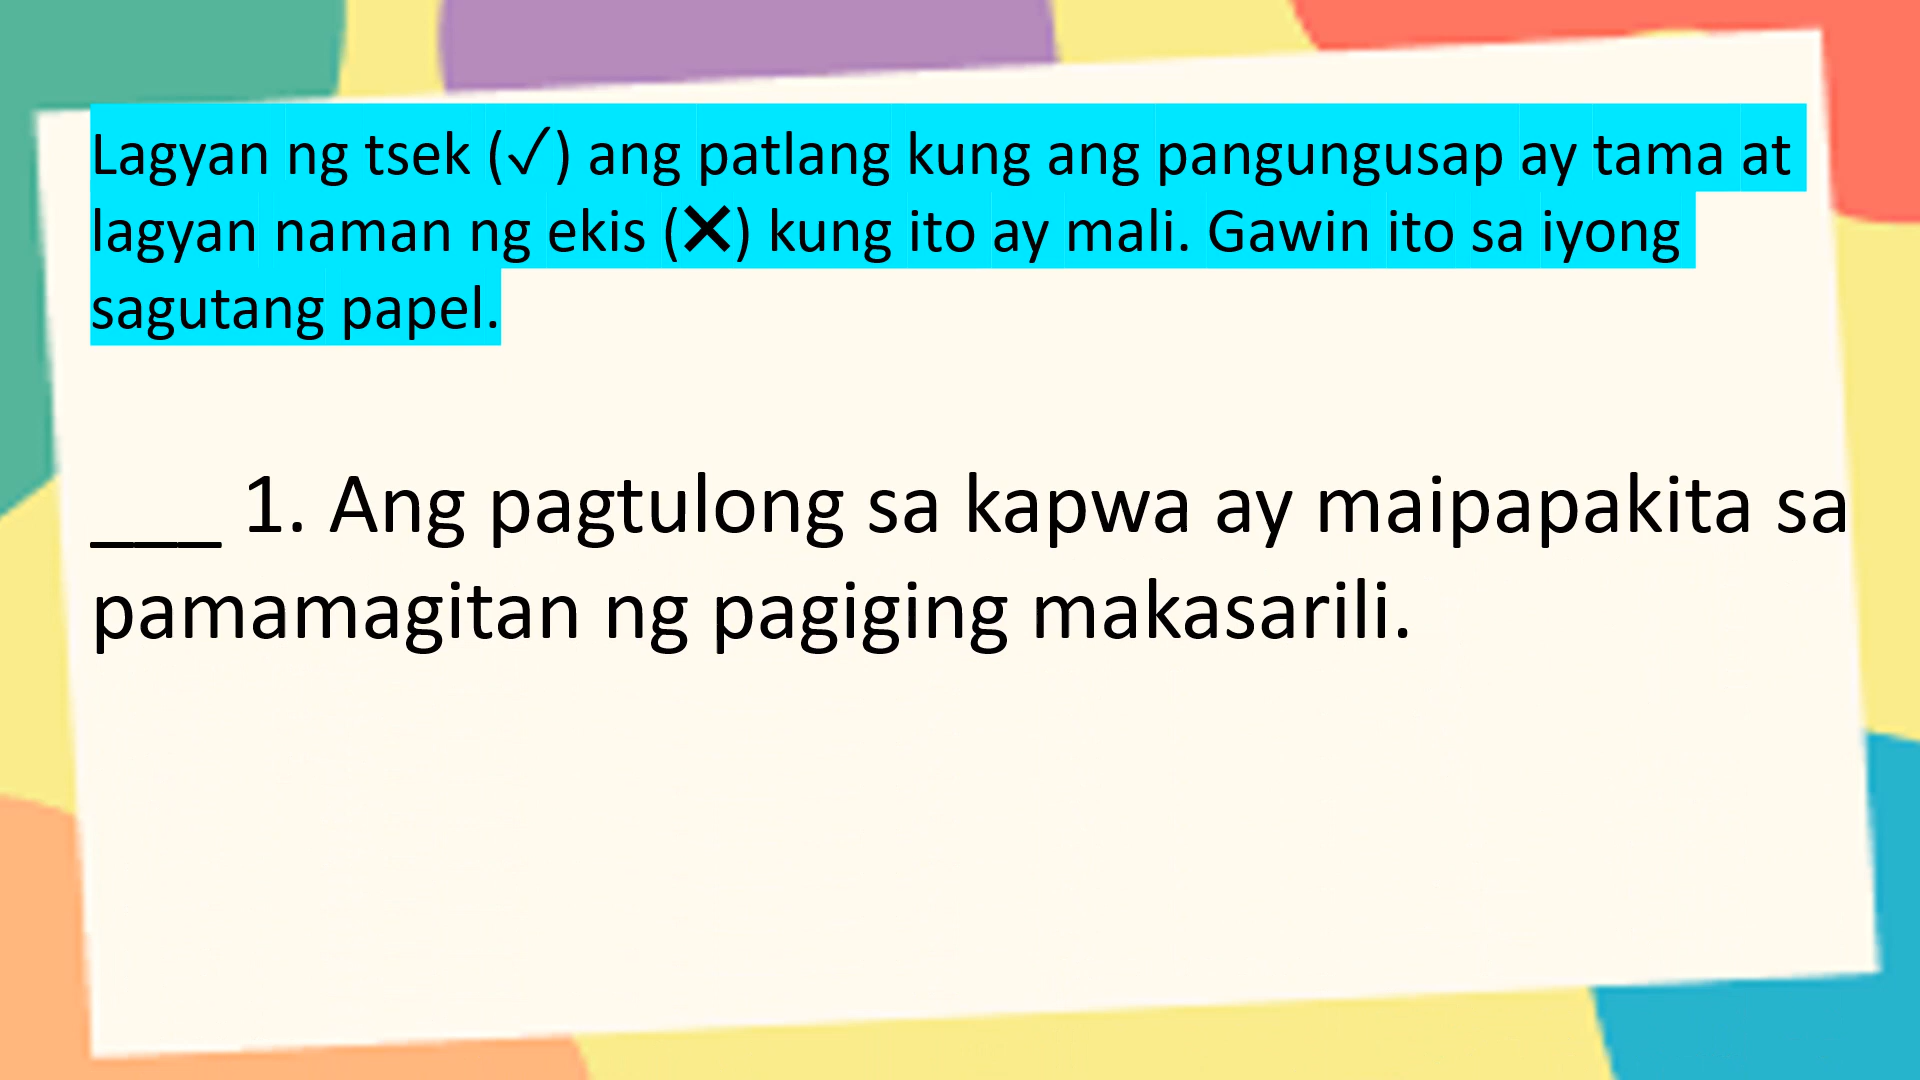 Lagyan ng tsek (✓) ang patlang kung ang pangungusap ay tama at
lagyan naman ng ekis (❌) kung ito ay mali. Gawin ito sa iyong
sagutang papel.
___ 1. Ang pagtulong sa kapwa ay maipapakita sa
pamamagitan ng pagiging makasarili.